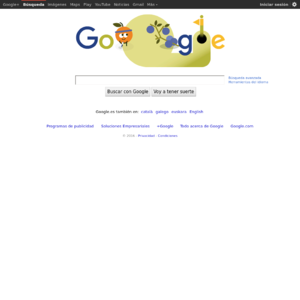 Google+ Búsqueda Imágenes Maps Play YouTube Noticias Gmail Más Iniciar sesión
Google
Búsqueda avanzada
Herramientas del idioma
Buscar con Google Voy a tener suerte
Google.es también en: català galego euskara English
Programas de publicidad Soluciones Empresariales +Google Todo acerca de Google Google.com
© 2016 - Privacidad - Condiciones